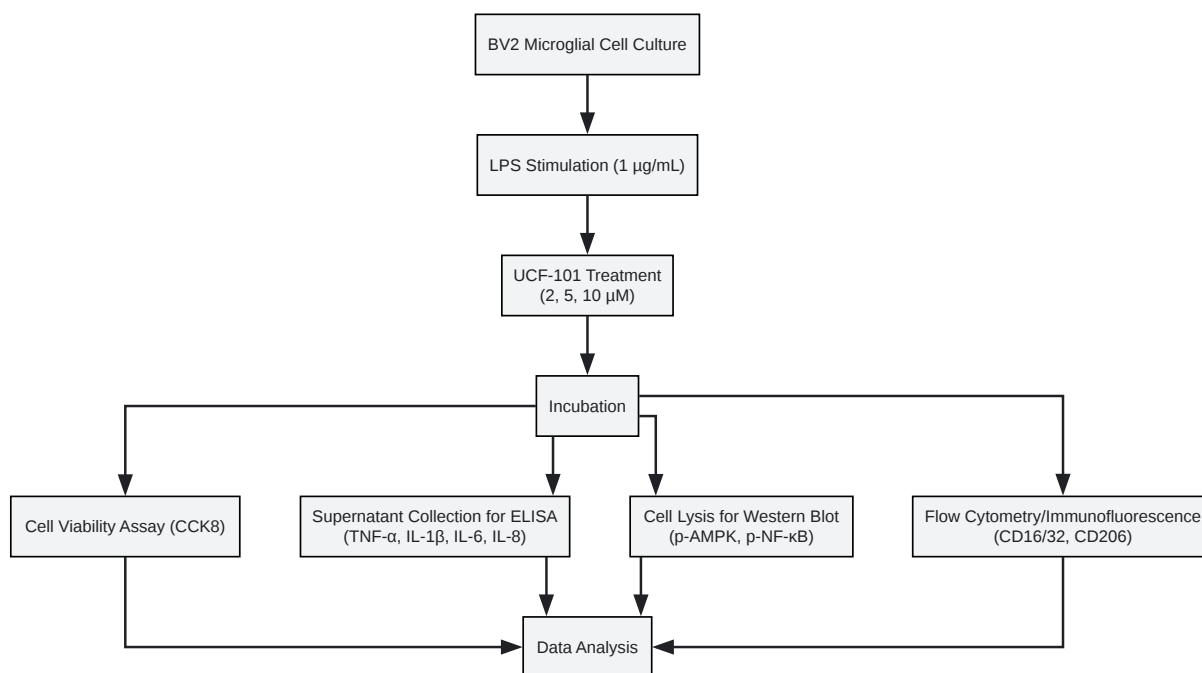 BV2 Microglial Cell Culture
LPS Stimulation (1 µg/mL)
UCF-101 Treatment
(2, 5, 10 µM)
Incubation
Cell Viability Assay (CCK8)
Supernatant Collection for ELISA
(TNF-α, IL-1β, IL-6, IL-8)
Cell Lysis for Western Blot
(p-AMPK, p-NF-κB)
Flow Cytometry/Immunofluorescence
(CD16/32, CD206)
Data Analysis